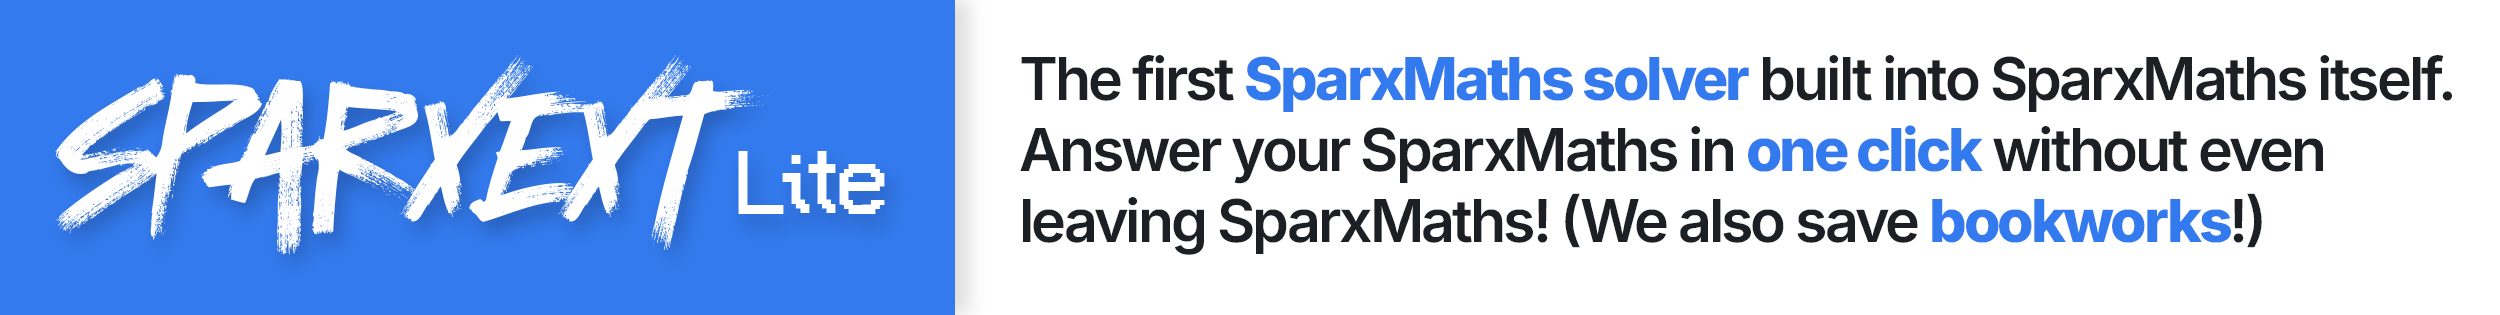 SPARXEXT Lite
The first SparxMaths solver built into SparxMaths itself.
Answer your SparxMaths in one click without even
leaving SparxMaths! (We also save bookworks!)